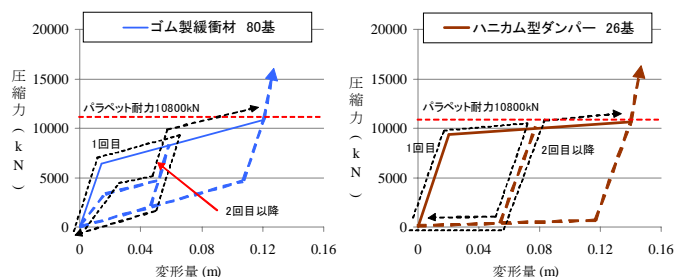 ゴム製緩衝材 80基
圧縮力(kN)
20000
15000
10000
5000
0
パラペット耐力10800kN
1回目
2回目以降
0
0.04
0.08
0.12
0.16
変形量(m)
ハニカム型ダンパー 26基
圧縮力(kN)
20000
15000
10000
5000
0
パラペット耐力10800kN
1回目
2回目以降
0
0.04
0.08
0.12
0.16
変形量(m)